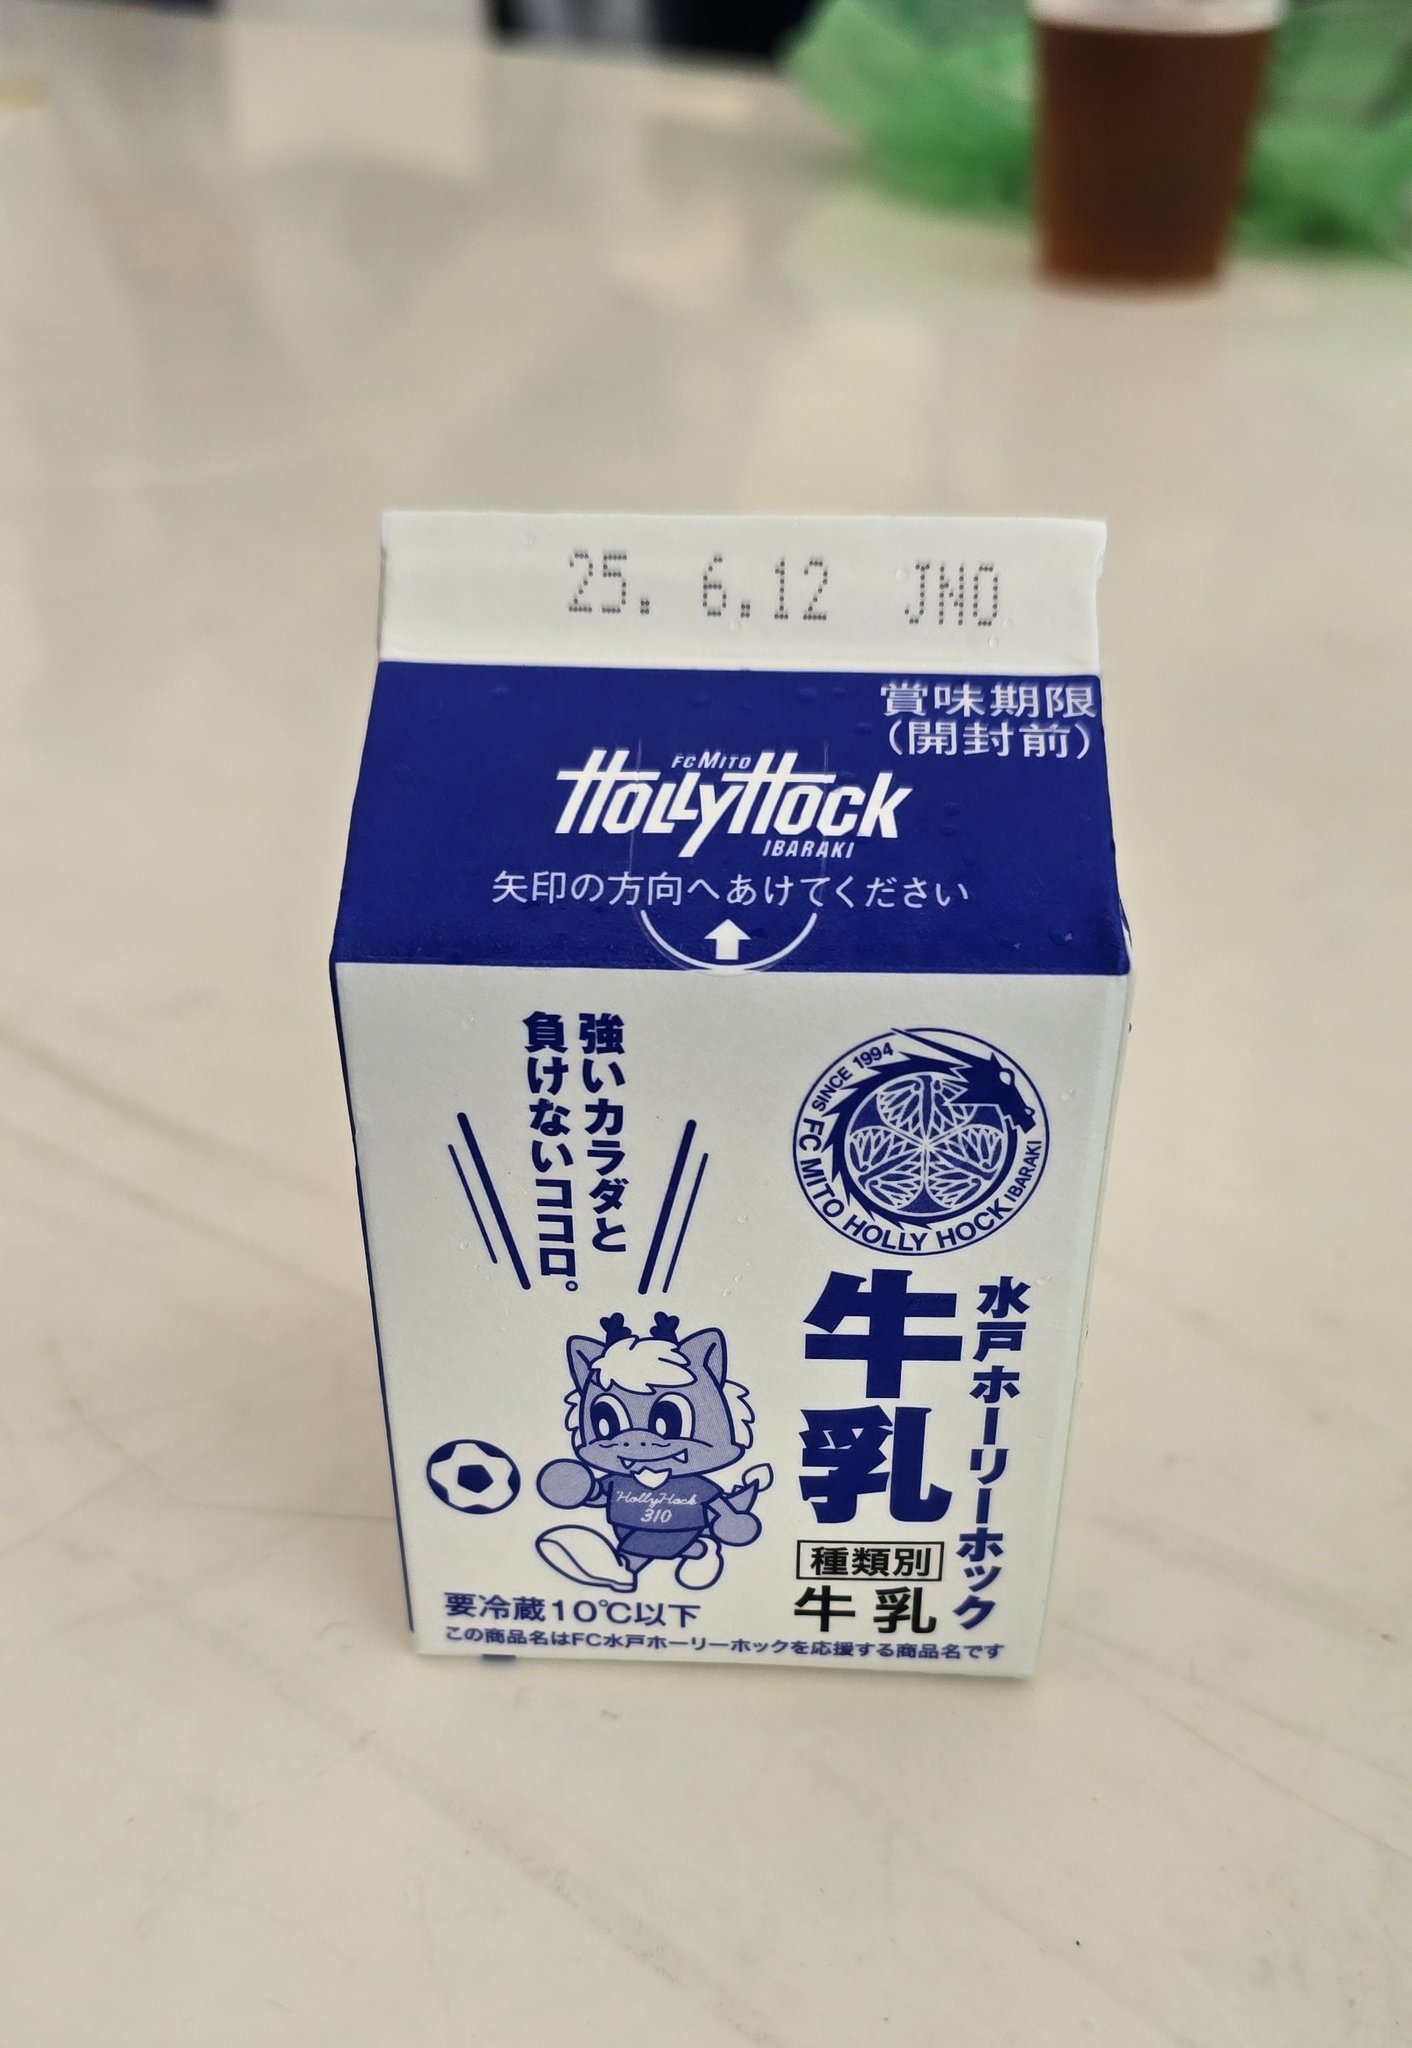 25. 6.12 JNO
賞味期限
(開封前)
FC MITO
HOLLYHOCK
IBARAKI
矢印の方向へあけてください
強いカラダと
負けないココロ。
SINCE 1994
FC MITO HOLLY HOCK IBARAKI
水戸ホーリーホック
牛乳
HollyHock
310
種類別
牛乳
要冷蔵10℃以下
この商品名はFC水戸ホーリーホックを応援する商品名です